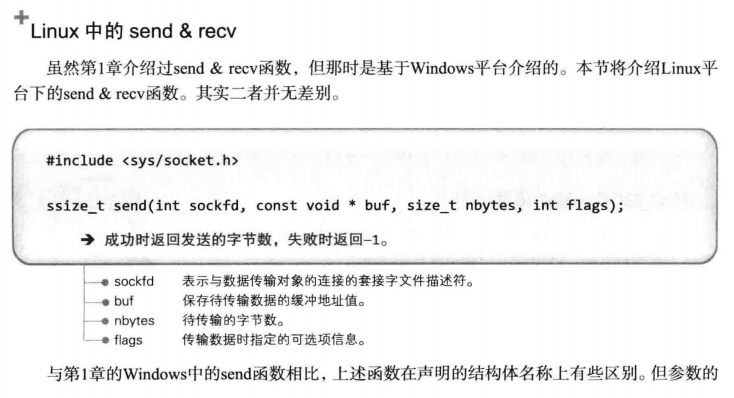 Linux 中的 send & recv
虽然第1章介绍过send & recv函数，但那时是基于Windows平台介绍的。本节将介绍Linux平
台下的send & recv函数。其实二者并无差别。
#include <sys/socket.h>
ssize_t send(int sockfd, const void * buf, size_t nbytes, int flags);
➔ 成功时返回发送的字节数，失败时返回–1。
sockfd 表示与数据传输对象的连接的套接字文件描述符。
buf 保存待传输数据的缓冲地址值。
nbytes 待传输的字节数。
flags 传输数据时指定的可选项信息。
与第1章的Windows中的send函数相比，上述函数在声明的结构体名称上有些区别。但参数的